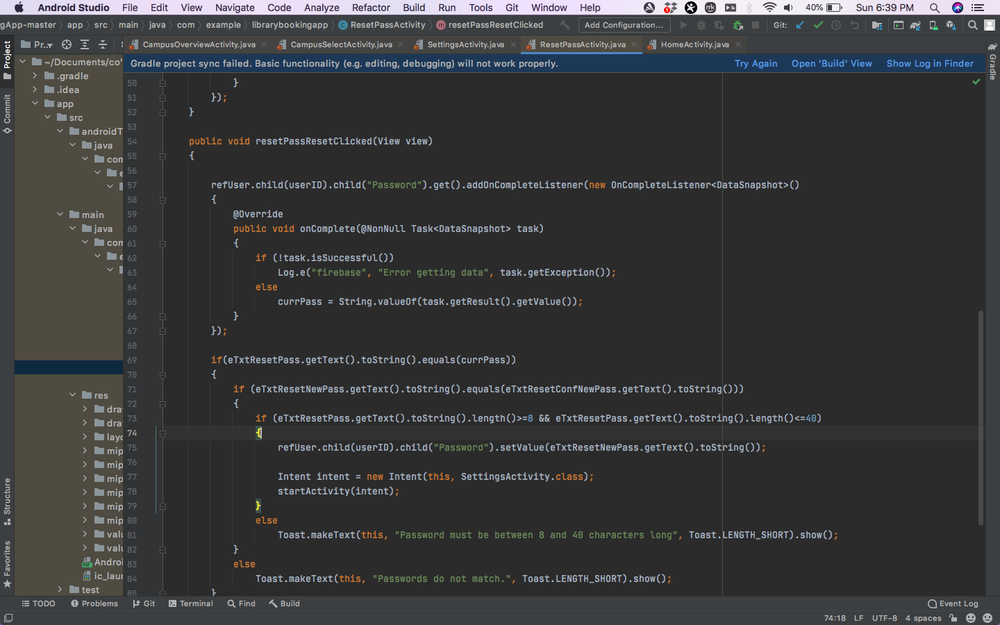 Android Studio File Edit View Navigate Code Analyze Refactor Build Run Tools Git Window Help mk 1 40% Sun 6:39 PM
gApp-master app src main java com example librarybookingapp ResetPassActivity resetPassResetClicked Add Configuration... Git:
Project
Commit
Structure
Favorites
Pr...
CampusOverviewActivity.java CampusSelectActivity.java SettingsActivity.java ResetPassActivity.java HomeActivity.java
Gradle
Gradle project sync failed. Basic functionality (e.g. editing, debugging) will not work properly. Try Again Open 'Build' View Show Log in Finder
~/Documents/co'
.gradle
.idea
app
src
androidT
java
com
e
main
java
com
e
res
dra
dra
layo
mip
mip
mip
mip
mip
mip
valu
valu
Androi
ic_laun
test
50 }
51 });
52 }
53
54 public void resetPassResetClicked(View view)
55 {
56
57 refUser.child(userID).child("Password").get().addOnCompleteListener(new OnCompleteListener<DataSnapshot>()
58 {
59 @Override
60 public void onComplete(@NonNull Task<DataSnapshot> task)
61 {
62 if (!task.isSuccessful())
63 Log.e("firebase", "Error getting data", task.getException());
64 else
65 currPass = String.valueOf(task.getResult().getValue());
66 }
67 });
68
69 if(eTxtResetPass.getText().toString().equals(currPass))
70 {
71 if (eTxtResetNewPass.getText().toString().equals(eTxtResetConfNewPass.getText().toString()))
72 {
73 if (eTxtResetPass.getText().toString().length()>=8 && eTxtResetPass.getText().toString().length()<=40)
74 {
75 refUser.child(userID).child("Password").setValue(eTxtResetNewPass.getText().toString());
76
77 Intent intent = new Intent(this, SettingsActivity.class);
78 startActivity(intent);
79 }
80 else
81 Toast.makeText(this, "Password must be between 8 and 40 characters long", Toast.LENGTH_SHORT).show();
82 }
83 else
84 Toast.makeText(this, "Passwords do not match.", Toast.LENGTH_SHORT).show();
85 }
TODO Problems Git Terminal Find Build Event Log
74:18 LF UTF-8 4 spaces